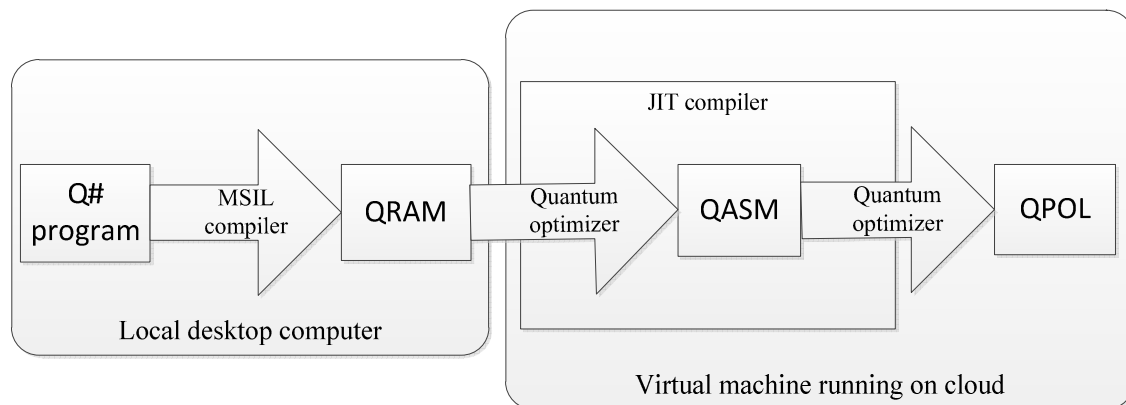 JIT compiler
Q#
program
MSIL
compiler
QRAM
Quantum
optimizer
QASM
Quantum
optimizer
QPOL
Local desktop computer
Virtual machine running on cloud